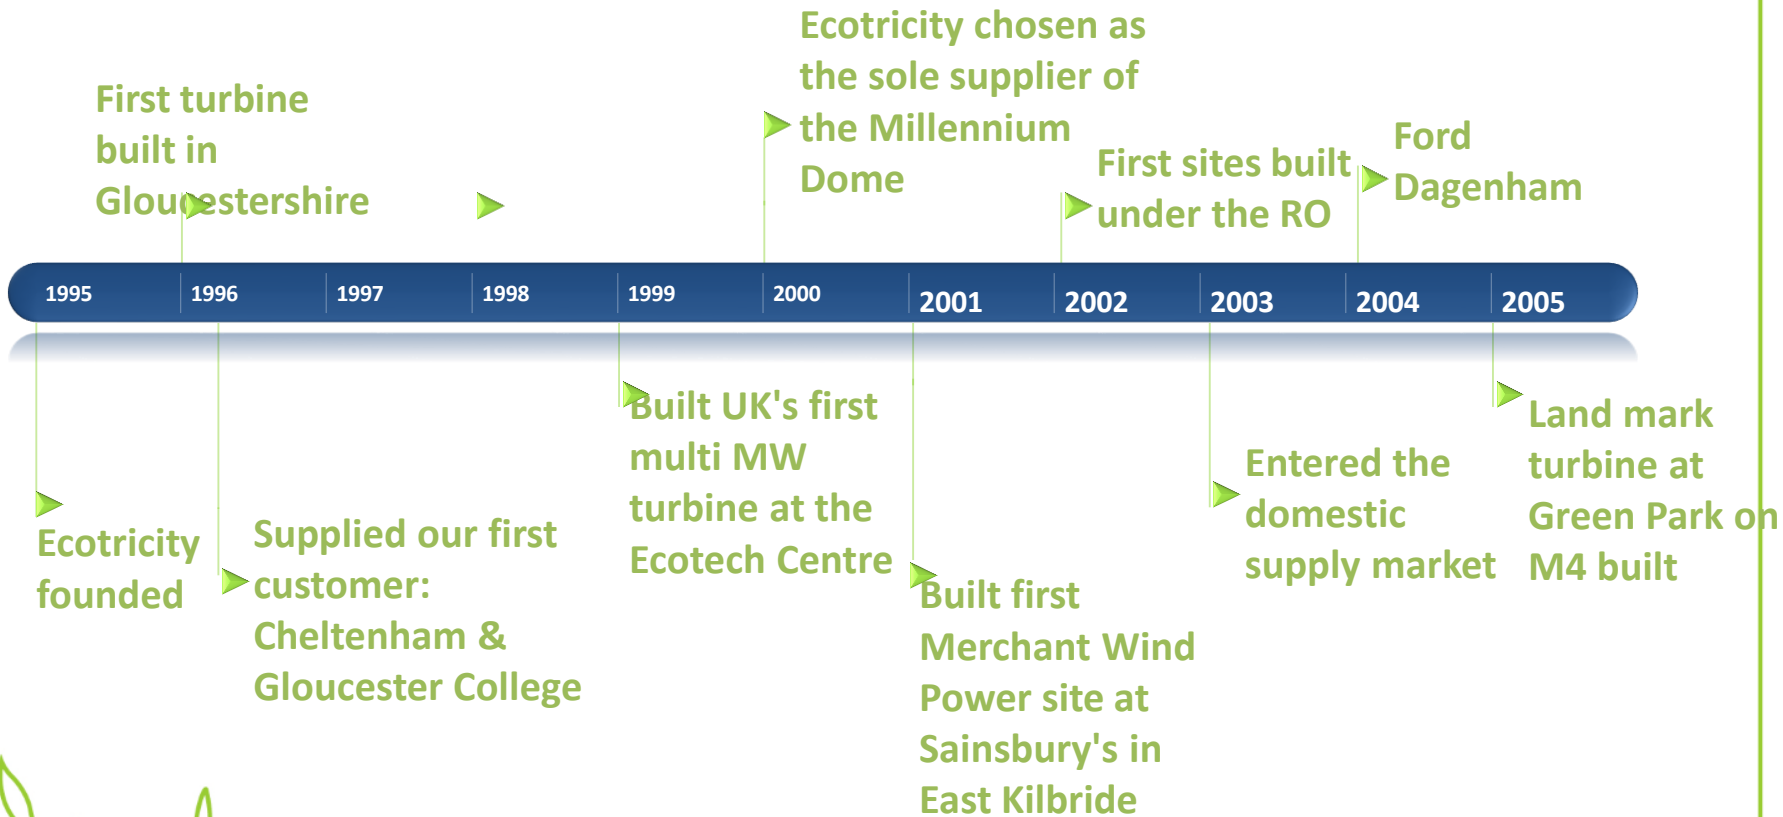 First turbine
built in
Gloucestershire
Ecotricity chosen as
the sole supplier of
the Millennium
Dome
First sites built
under the RO
Ford
Dagenham
1995
1996
1997
1998
1999
2000
2001
2002
2003
2004
2005
Ecotricity
founded
Supplied our first
customer:
Cheltenham &
Gloucester College
Built UK's first
multi MW
turbine at the
Ecotech Centre
Built first
Merchant Wind
Power site at
Sainsbury's in
East Kilbride
Entered the
domestic
supply market
Land mark
turbine at
Green Park on
M4 built